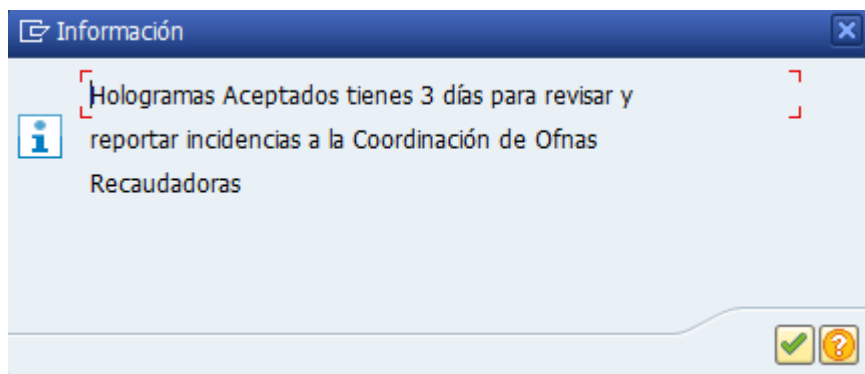 Información
Hologramas Aceptados tienes 3 días para revisar y
reportar incidencias a la Coordinación de Ofnas
Recaudadoras